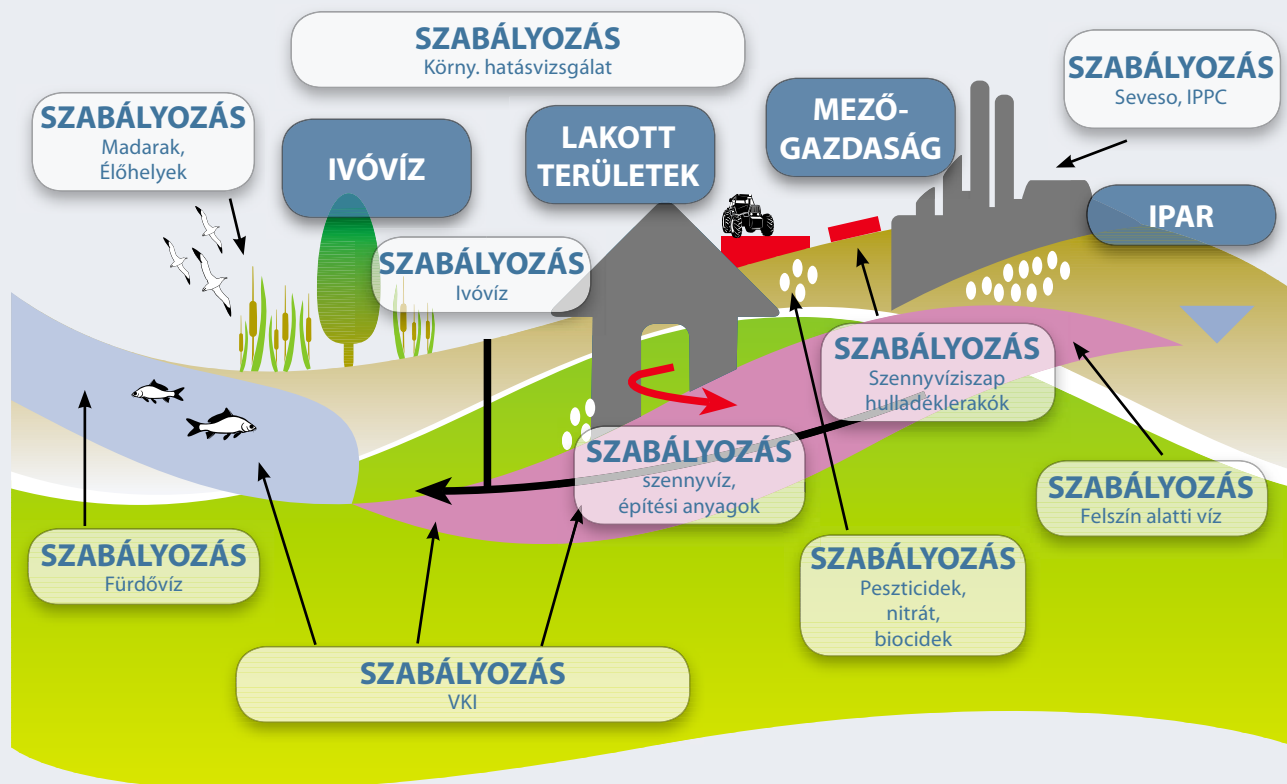 SZABÁLYOZÁS
Körny. hatásvizsgálat
SZABÁLYOZÁS
Seveso, IPPC
SZABÁLYOZÁS
Madarak,
Élőhelyek
IVÓVÍZ
LAKOTT
TERÜLETEK
MEZŐ-
GAZDASÁG
IPAR
SZABÁLYOZÁS
Ivóvíz
SZABÁLYOZÁS
Szennyvíziszap
hulladéklerakók
SZABÁLYOZÁS
szennyvíz,
építési anyagok
SZABÁLYOZÁS
Felszín alatti víz
SZABÁLYOZÁS
Fürdővíz
SZABÁLYOZÁS
Peszticidek,
nitrát,
biocidek
SZABÁLYOZÁS
VKI